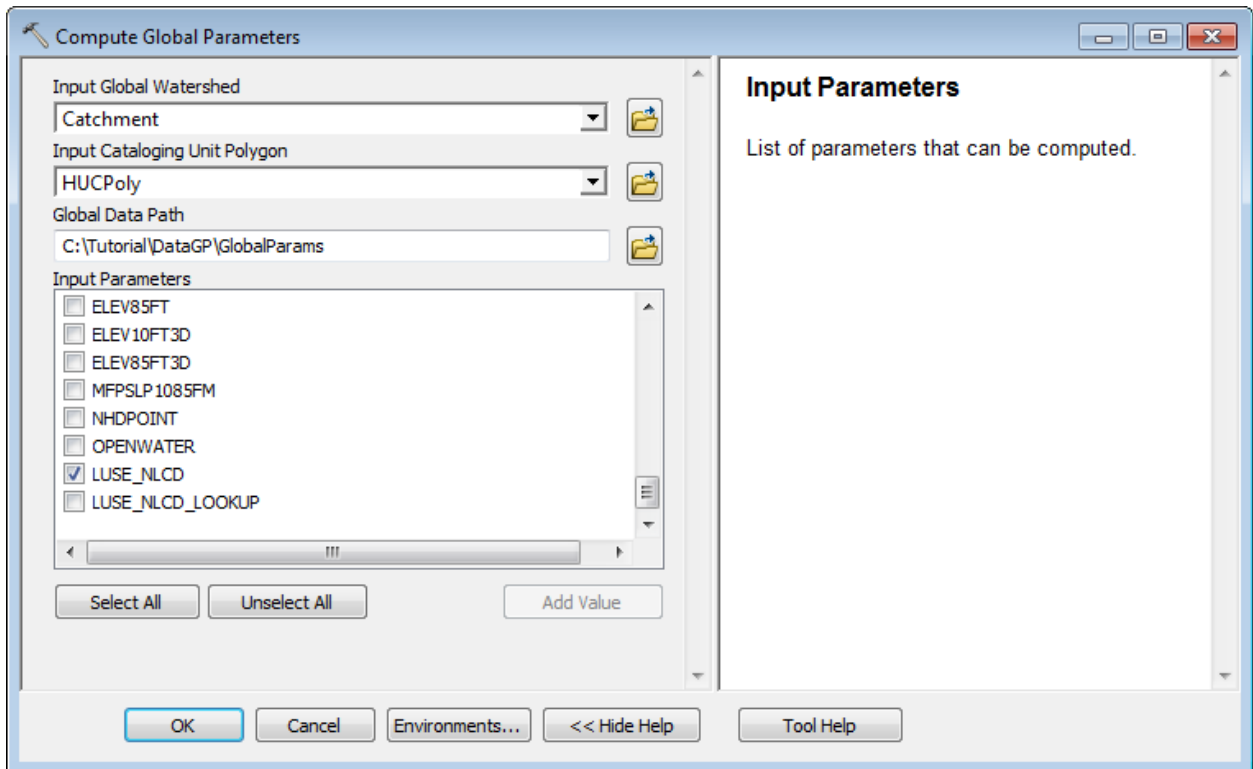 Compute Global Parameters
Input Global Watershed
Catchment
Input Cataloging Unit Polygon
HUCPoly
Global Data Path
C:\Tutorial\DataGP\GlobalParams
Input Parameters
ELEV85FT
ELEV10FT3D
ELEV85FT3D
MFPSLP1085FM
NHDPOINT
OPENWATER
LUSE_NLCD
LUSE_NLCD_LOOKUP
Select All Unselect All Add Value
Input Parameters
List of parameters that can be computed.
OK Cancel Environments... << Hide Help Tool Help